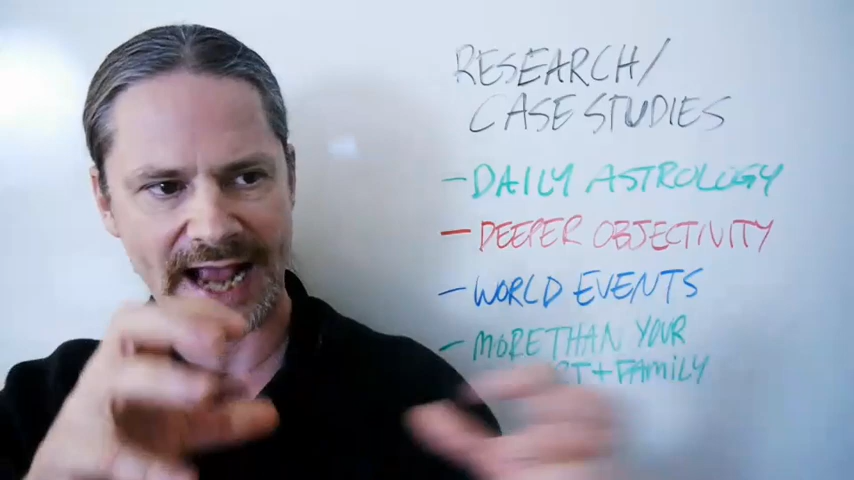 RESEARCH/
CASE STUDIES
- DAILY ASTROLOGY
- DEEPER OBJECTIVITY
- WORLD EVENTS
- MORE THAN YOUR
+ FAMILY